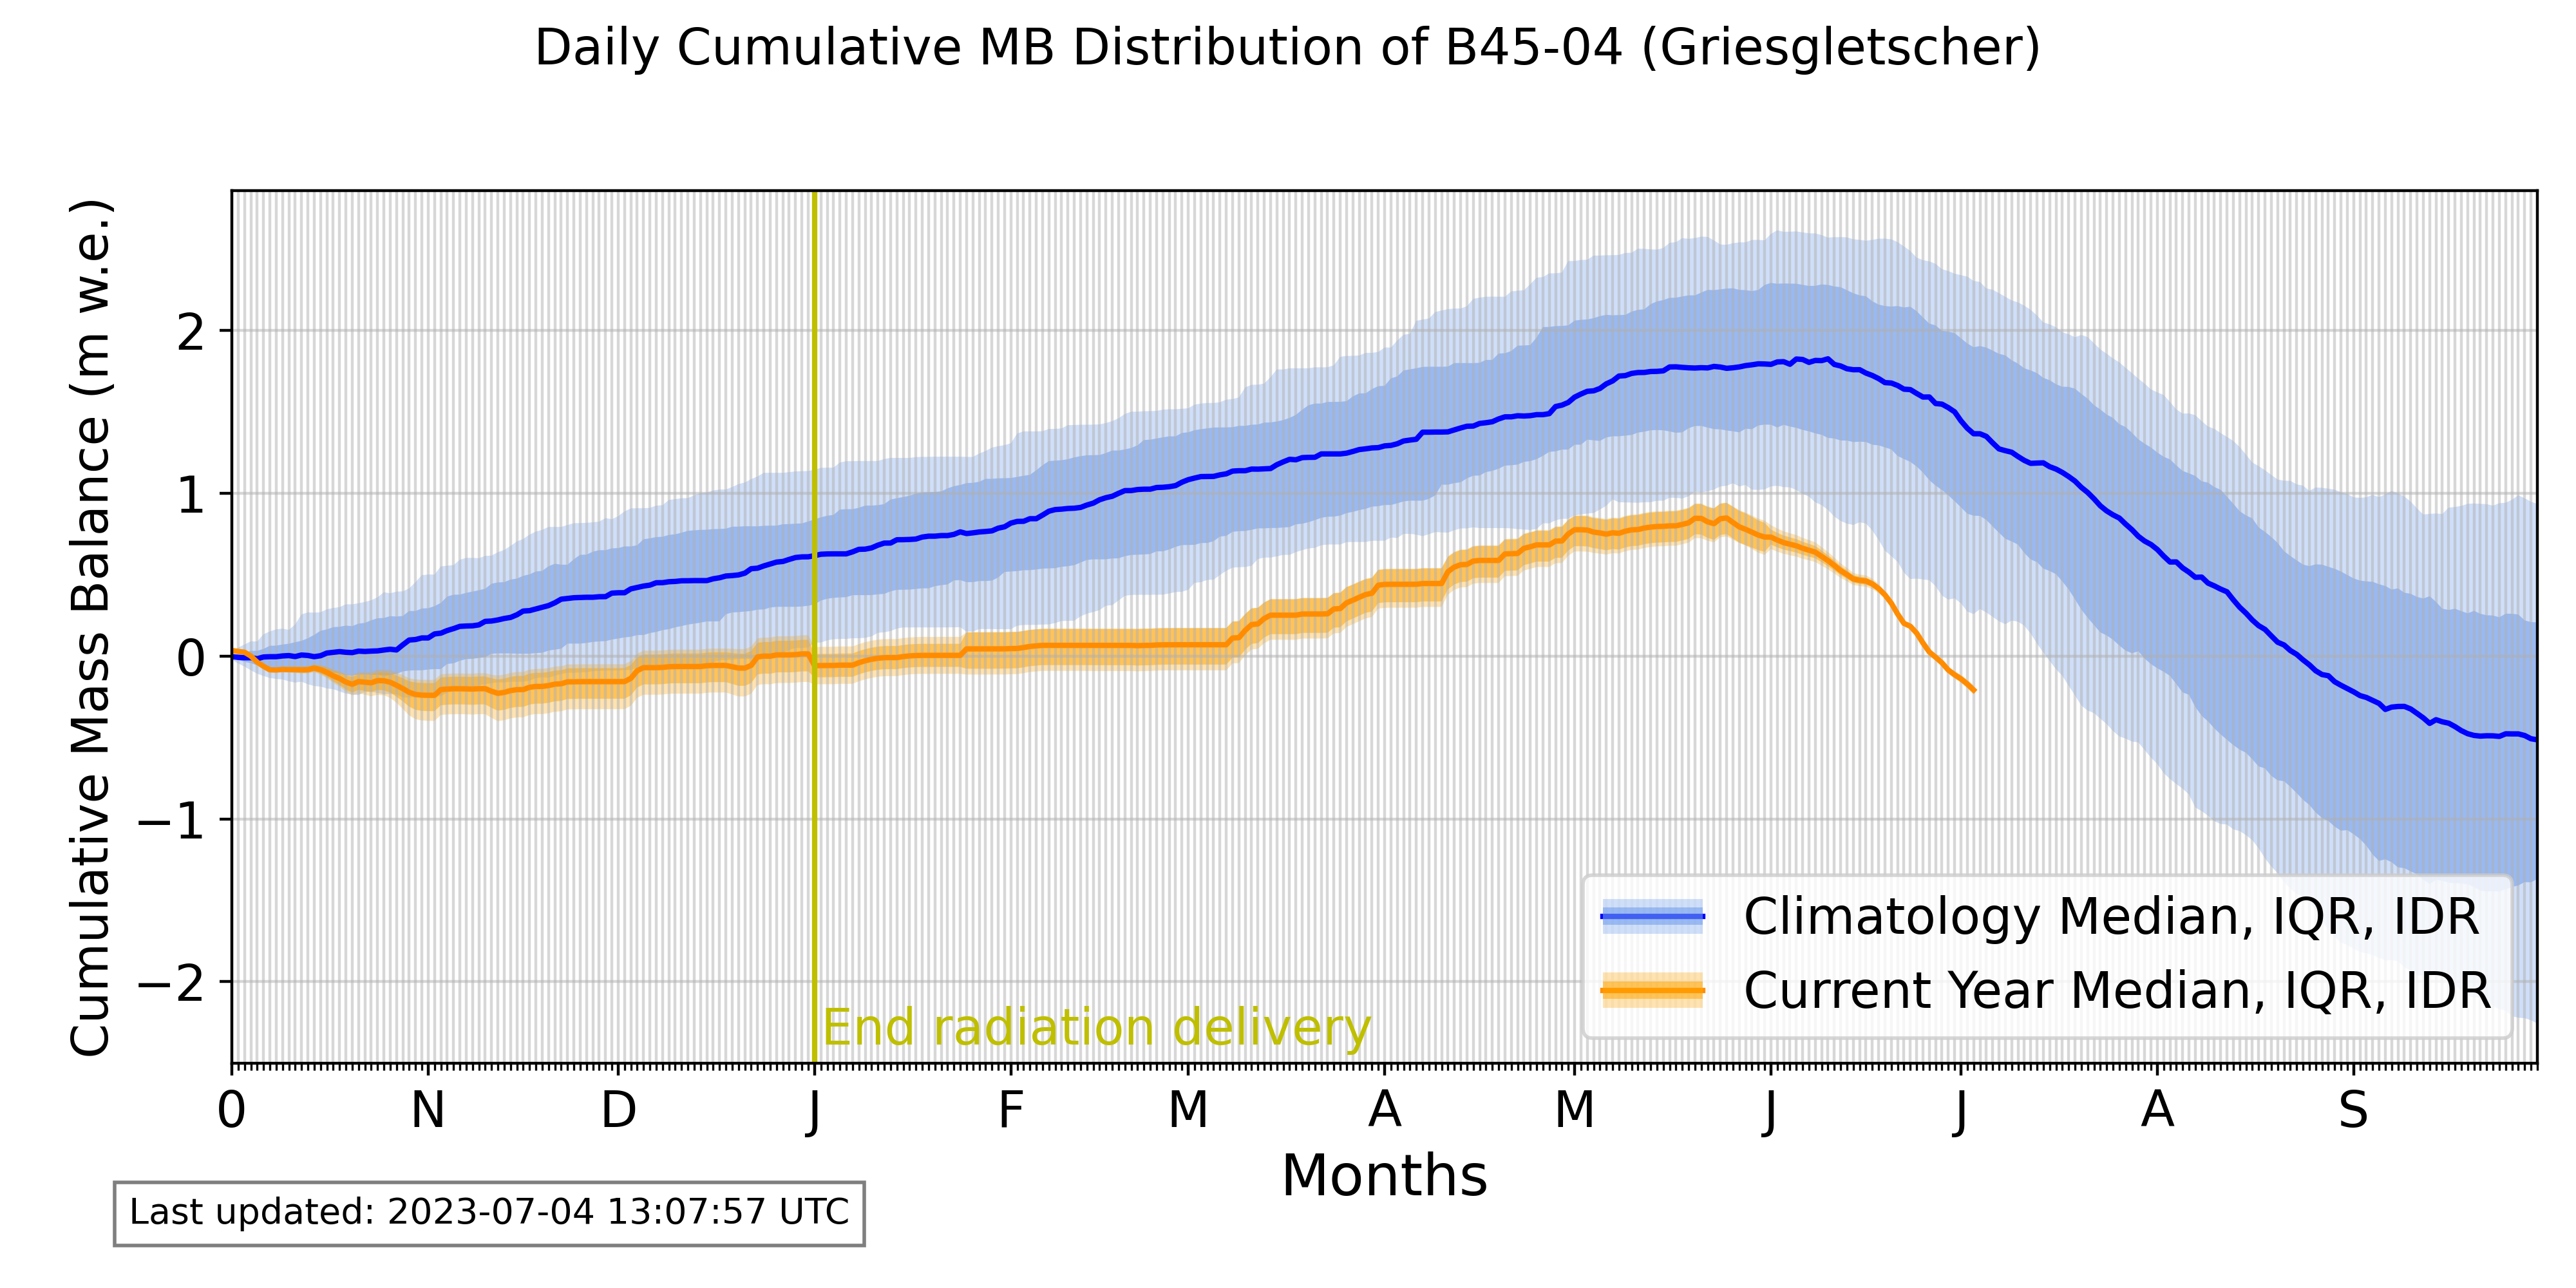 Daily Cumulative MB Distribution of B45-04 (Griesgletscher)
Cumulative Mass Balance (m w.e.)
2
1
0
−1
−2
End radiation delivery
Climatology Median, IQR, IDR
Current Year Median, IQR, IDR
0 N D J F M A M J J A S
Months
Last updated: 2023-07-04 13:07:57 UTC